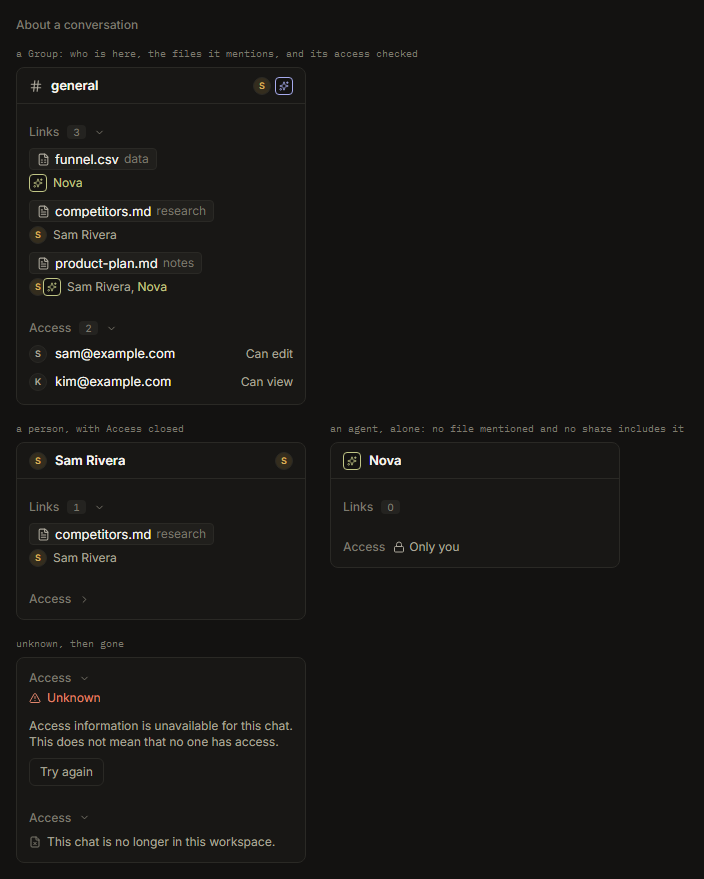 About a conversation
a Group: who is here, the files it mentions, and its access checked
# general S
Links 3
funnel.csv data
Nova
competitors.md research
S Sam Rivera
product-plan.md notes
S Sam Rivera, Nova
Access 2
S sam@example.com Can edit
K kim@example.com Can view
a person, with Access closed
S Sam Rivera S
Links 1
competitors.md research
S Sam Rivera
Access
an agent, alone: no file mentioned and no share includes it
Nova
Links 0
Access Only you
unknown, then gone
Access
Unknown
Access information is unavailable for this chat.
This does not mean that no one has access.
Try again
Access
This chat is no longer in this workspace.